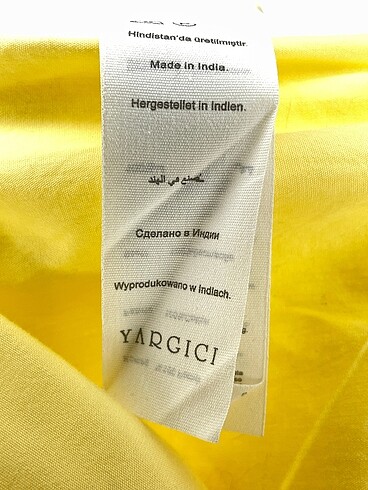 Hindistan'da üretilmiştir.
Made in India.
Hergestellet in Indien.
صنع في الهند
Сделано в Индии
Wyprodukowano w Indiach.
YARGICI